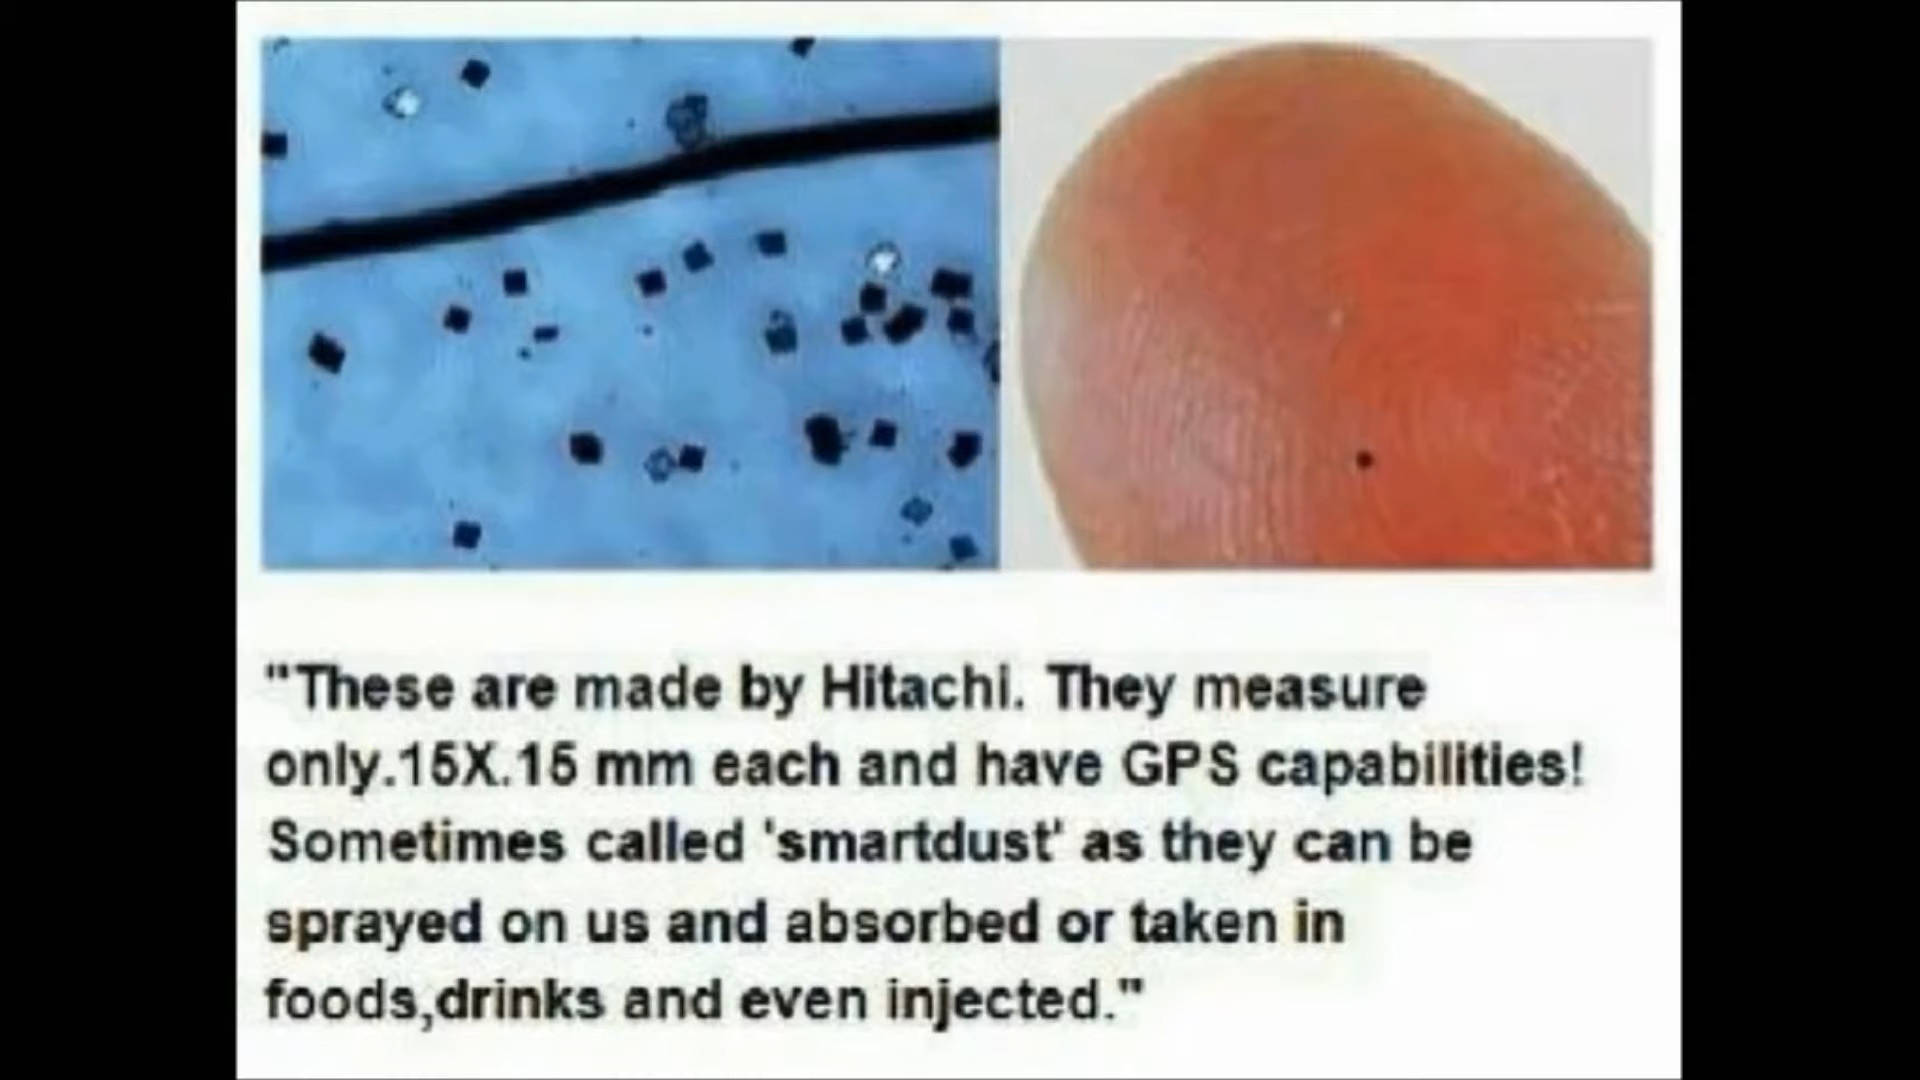 "These are made by Hitachi. They measure
only.15X.15 mm each and have GPS capabilities!
Sometimes called 'smartdust' as they can be
sprayed on us and absorbed or taken in
foods,drinks and even injected."